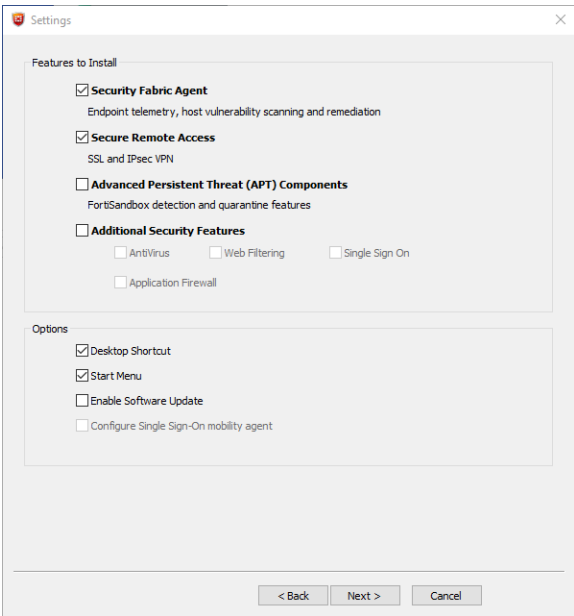 Settings
Features to Install
Security Fabric Agent
Endpoint telemetry, host vulnerability scanning and remediation
Secure Remote Access
SSL and IPsec VPN
Advanced Persistent Threat (APT) Components
FortiSandbox detection and quarantine features
Additional Security Features
AntiVirus Web Filtering Single Sign On
Application Firewall
Options
Desktop Shortcut
Start Menu
Enable Software Update
Configure Single Sign-On mobility agent
< Back Next > Cancel